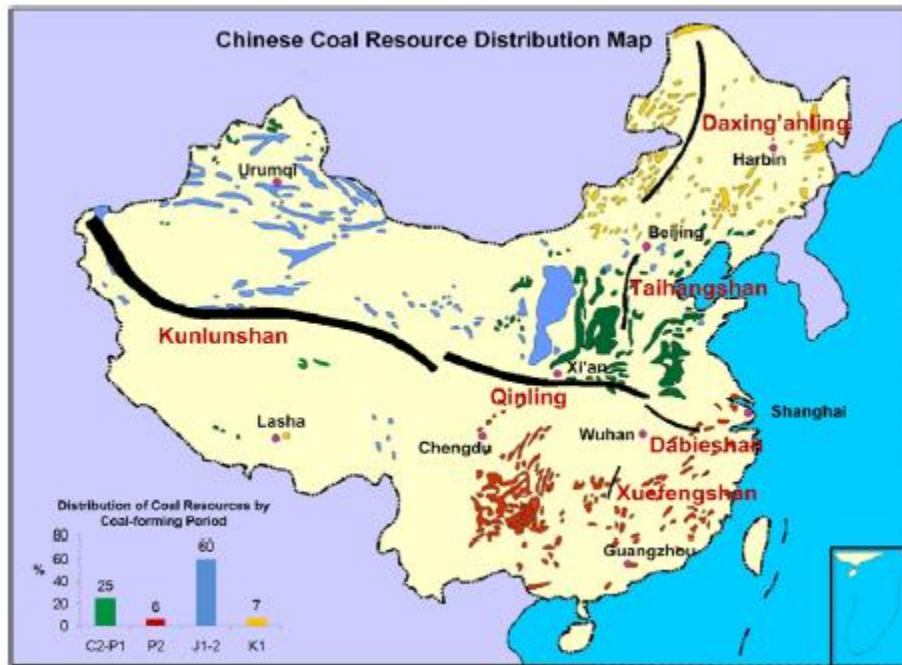 Chinese Coal Resource Distribution Map
Daxing'ahling
Harbin
Urumqi
Beijing
Taihangshan
Kunlunshan
Xi'an
Qinling
Shanghai
Lasha
Chengdu
Wuhan
Dabieshan
Xuefengshan
Guangzhou
Distribution of Coal Resources by
Coal-forming Period
%
80
60
40
20
0
25
6
60
7
C2-P1
P2
J1-2
K1